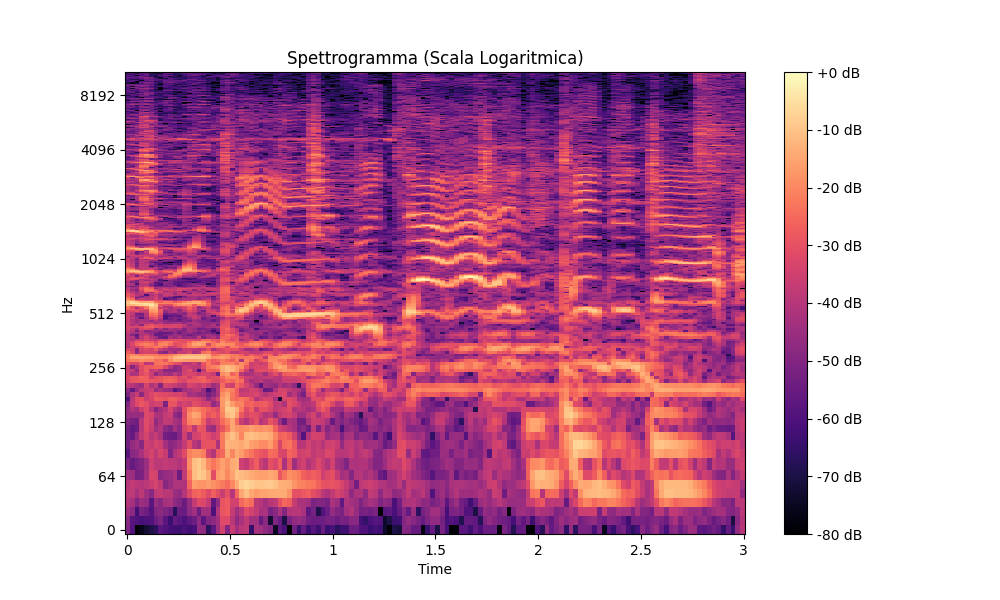 Spettrogramma (Scala Logaritmica)
Hz
8192
4096
2048
1024
512
256
128
64
0
0 0.5 1 1.5 2 2.5 3
Time
+0 dB
-10 dB
-20 dB
-30 dB
-40 dB
-50 dB
-60 dB
-70 dB
-80 dB